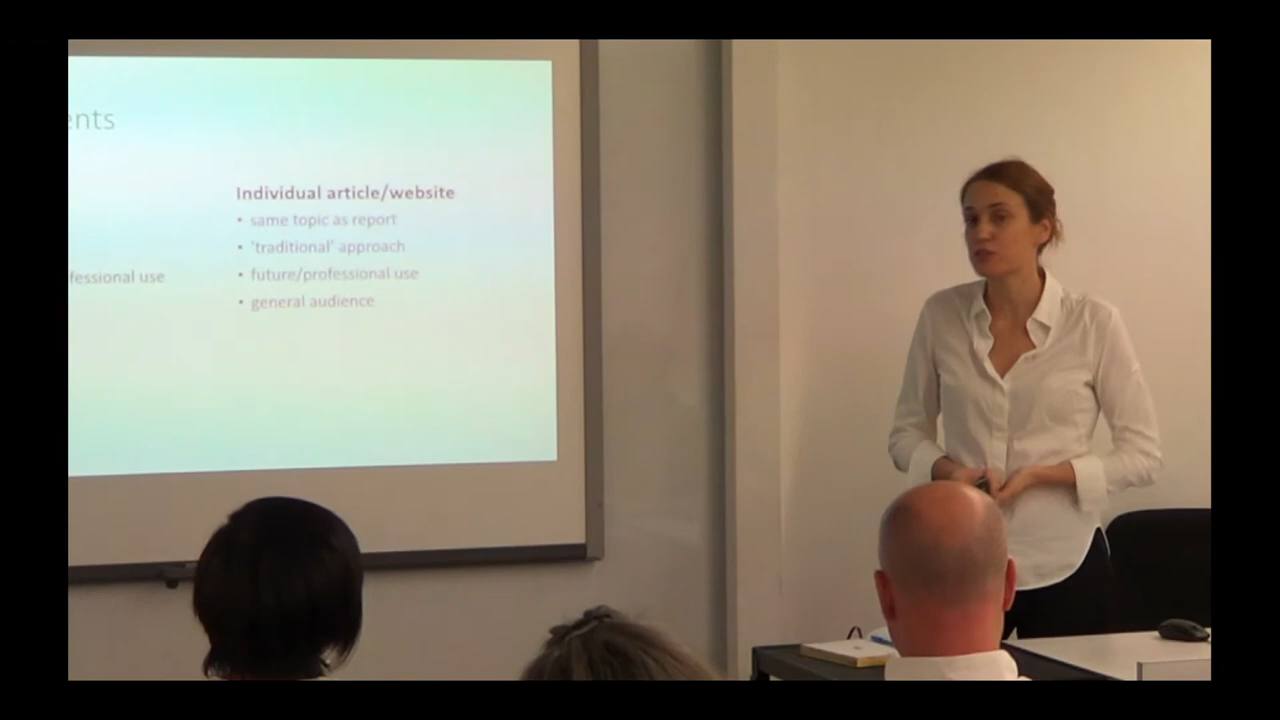 ents
fessional use
Individual article/website
• same topic as report
• 'traditional' approach
• future/professional use
• general audience